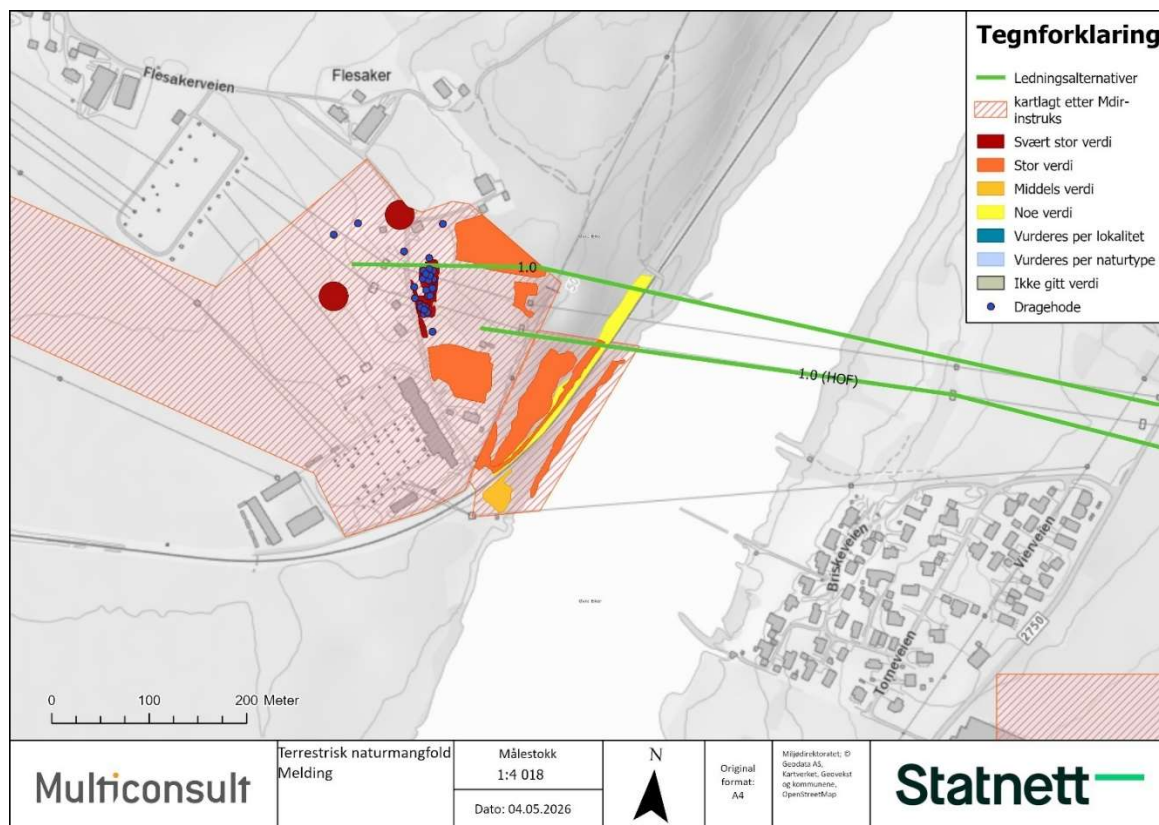 Flesakerveien
Flesaker
1.0
1.0 (HOF)
Briskeveien
Vierveien
Torneveien
2750
Tegnforklaring
Ledningsalternativer
kartlagt etter Mdir-
instruks
Svært stor verdi
Stor verdi
Middels verdi
Noe verdi
Vurderes per lokalitet
Vurderes per naturtype
Ikke gitt verdi
Dragehode
0 100 200 Meter
Multiconsult
Terrestrisk naturmangfold
Melding
Målestokk
1:4 018
Dato: 04.05.2026
N
Original
format:
A4
Miljødirektoratet; ©
Geodata AS,
Kartverket, Geovekst
og kommunene,
OpenStreetMap
Statnett